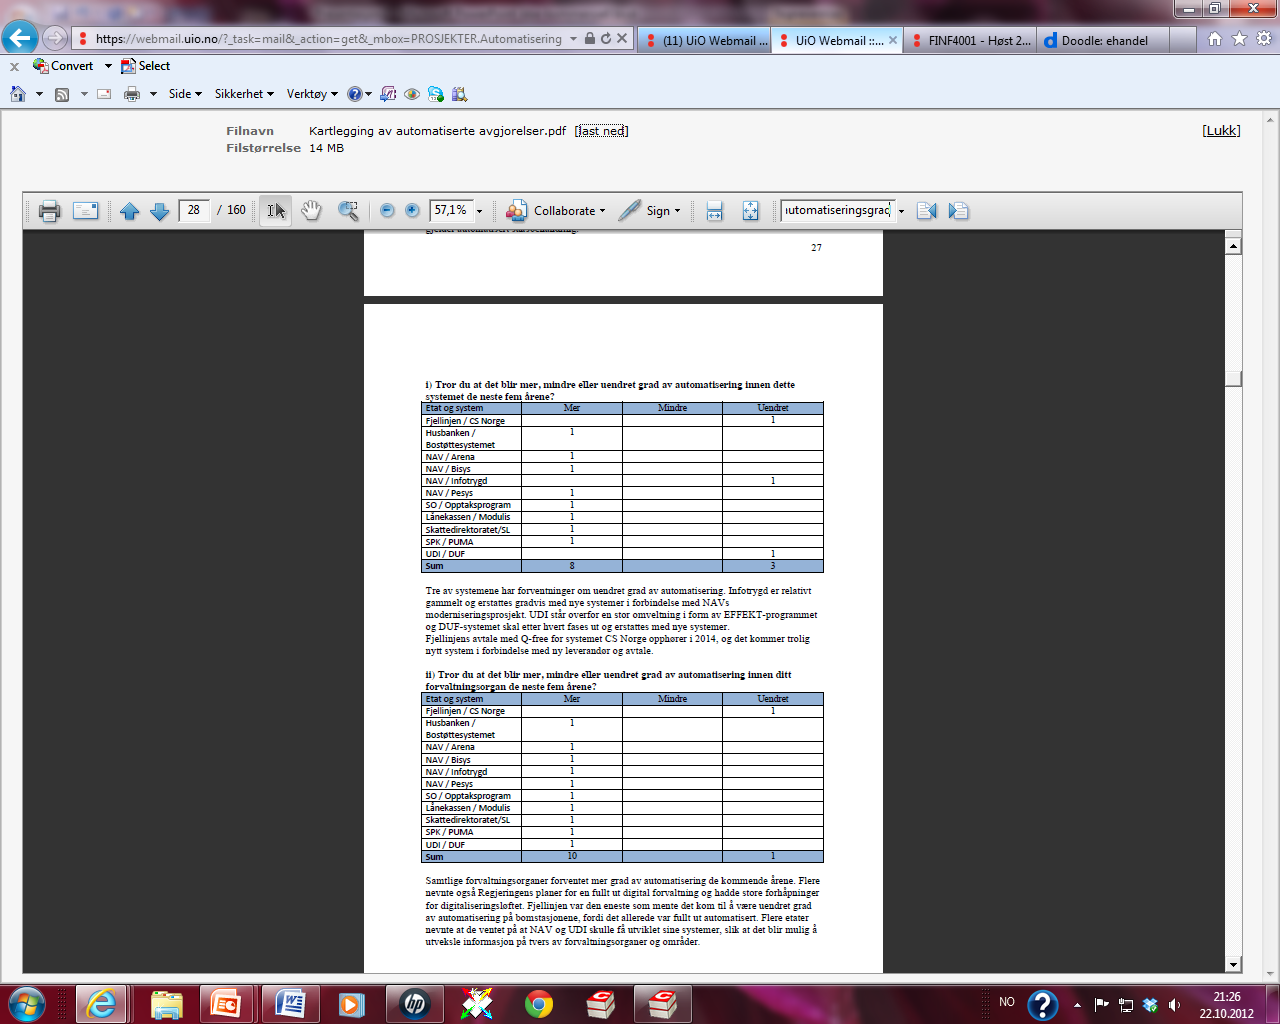 https://webmail.uio.no/?_task=mail&_action=get&_mbox=PROSJEKTER.Automatisering
(11) UiO Webmail ...
UiO Webmail ::...
FINF4001 - Høst 2...
Doodle: ehandel
x Convert Select
Side Sikkerhet Verktøy
Filnavn Kartlegging av automatiserte avgjorelser.pdf [last ned] [Lukk]
Filstørrelse 14 MB
28 / 160 57,1% Collaborate Sign utomatiseringsgrad
gjelder automatisert saksbehandling.
27
i) Tror du at det blir mer, mindre eller uendret grad av automatisering innen dette
systemet de neste fem årene?
Etat og system Mer Mindre Uendret
Fjellinjen / CS Norge 1
Husbanken / 1
Bostøttesystemet
NAV / Arena 1
NAV / Bisys 1
NAV / Infotrygd 1
NAV / Pesys 1
SO / Opptaksprogram 1
Lånekassen / Modulis 1
Skattedirektoratet/SL 1
SPK / PUMA 1
UDI / DUF 1
Sum 8 3
Tre av systemene har forventninger om uendret grad av automatisering. Infotrygd er relativt
gammelt og erstattes gradvis med nye systemer i forbindelse med NAVs
moderniseringsprosjekt. UDI står overfor en stor omveltning i form av EFFEKT-programmet
og DUF-systemet skal etter hvert fases ut og erstattes med nye systemer.
Fjellinjens avtale med Q-free for systemet CS Norge opphører i 2014, og det kommer trolig
nytt system i forbindelse med ny leverandør og avtale.
ii) Tror du at det blir mer, mindre eller uendret grad av automatisering innen ditt
forvaltningsorgan de neste fem årene?
Etat og system Mer Mindre Uendret
Fjellinjen / CS Norge 1
Husbanken / 1
Bostøttesystemet
NAV / Arena 1
NAV / Bisys 1
NAV / Infotrygd 1
NAV / Pesys 1
SO / Opptaksprogram 1
Lånekassen / Modulis 1
Skattedirektoratet/SL 1
SPK / PUMA 1
UDI / DUF 1
Sum 10 1
Samtlige forvaltningsorganer forventet mer grad av automatisering de kommende årene. Flere
nevnte også Regjeringens planer for en fullt ut digital forvaltning og hadde store forhåpninger
for digitaliseringsløftet. Fjellinjen var den eneste som mente det kom til å være uendret grad
av automatisering på bomstasjonene, fordi det allerede var fullt ut automatisert. Flere etater
nevnte at de ventet på at NAV og UDI skulle få utviklet sine systemer, slik at det blir mulig å
utveksle informasjon på tvers av forvaltningsorganer og områder.
NO 21:26
22.10.2012